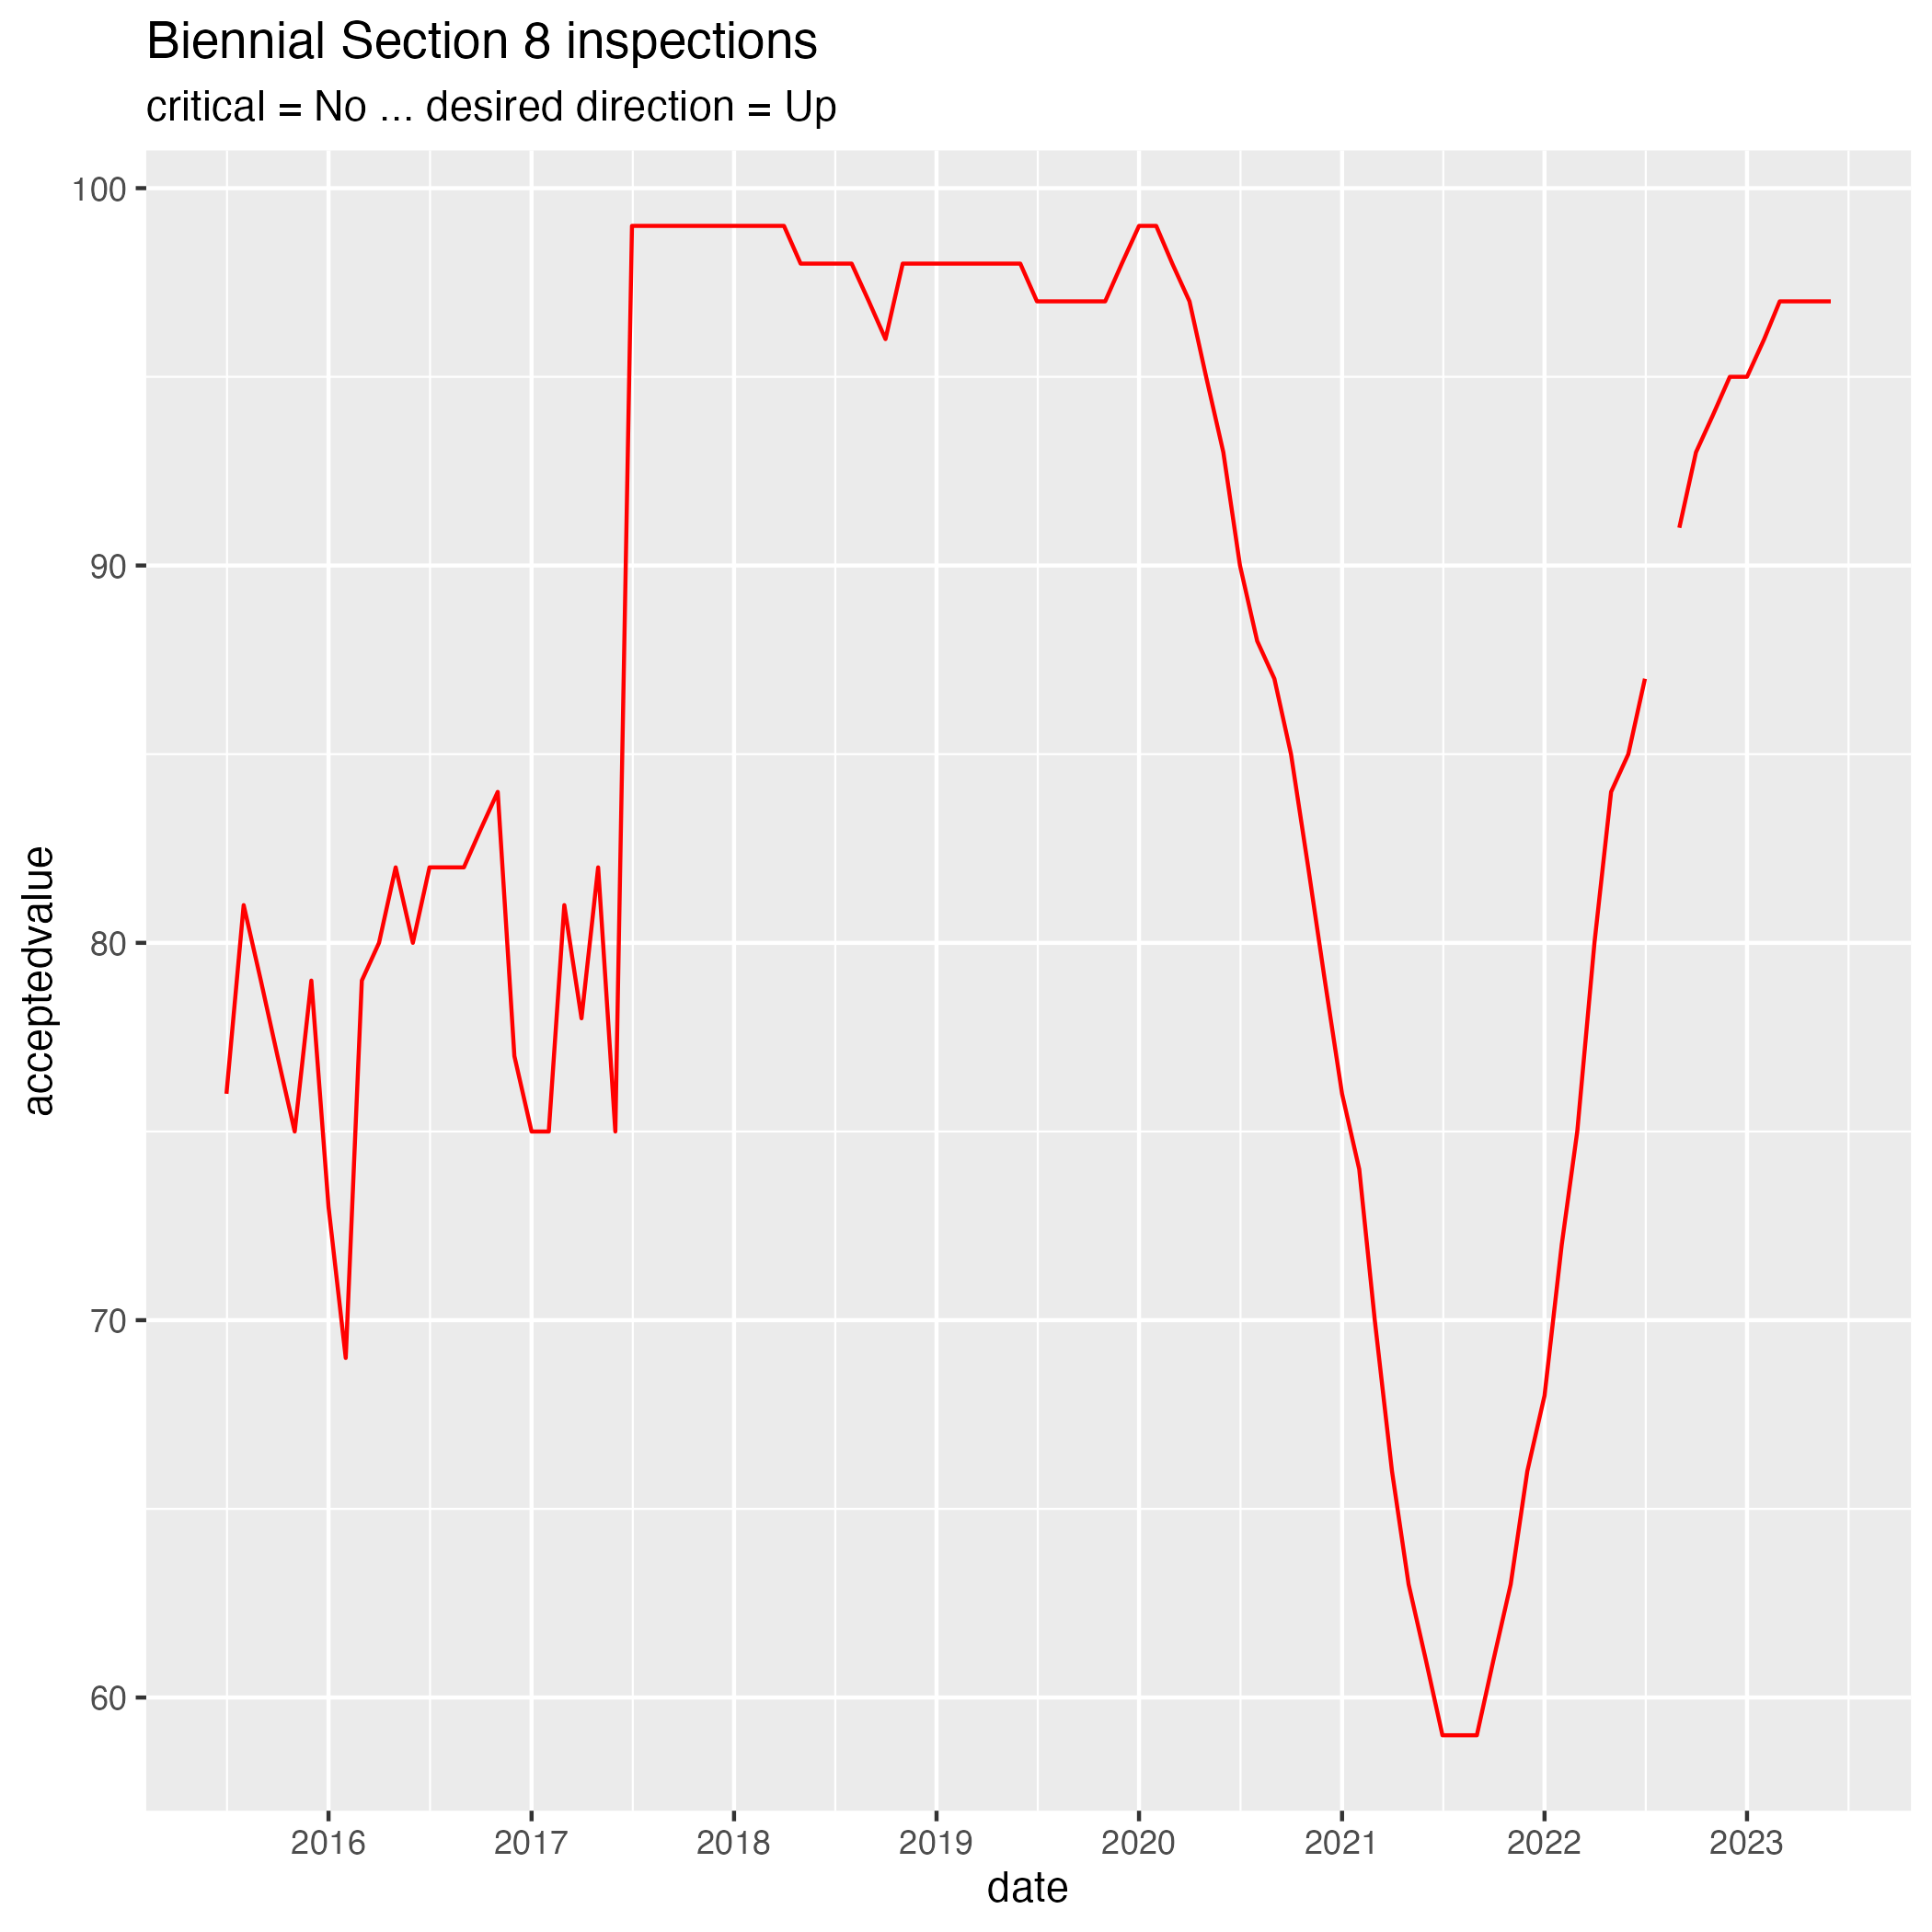 Biennial Section 8 inspections
critical = No ... desired direction = Up
acceptedvalue
100
90
80
70
60
2016 2017 2018 2019 2020 2021 2022 2023
date